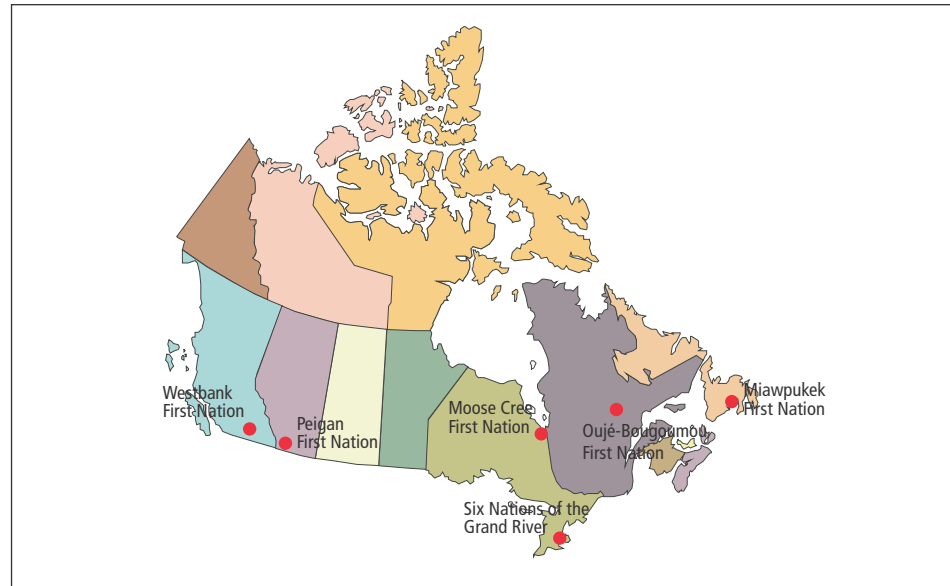 Westbank
First Nation
Peigan
First Nation
Moose Cree
First Nation
Oujé-Bougoumou
First Nation
Miawpukek
First Nation
Six Nations of the
Grand River